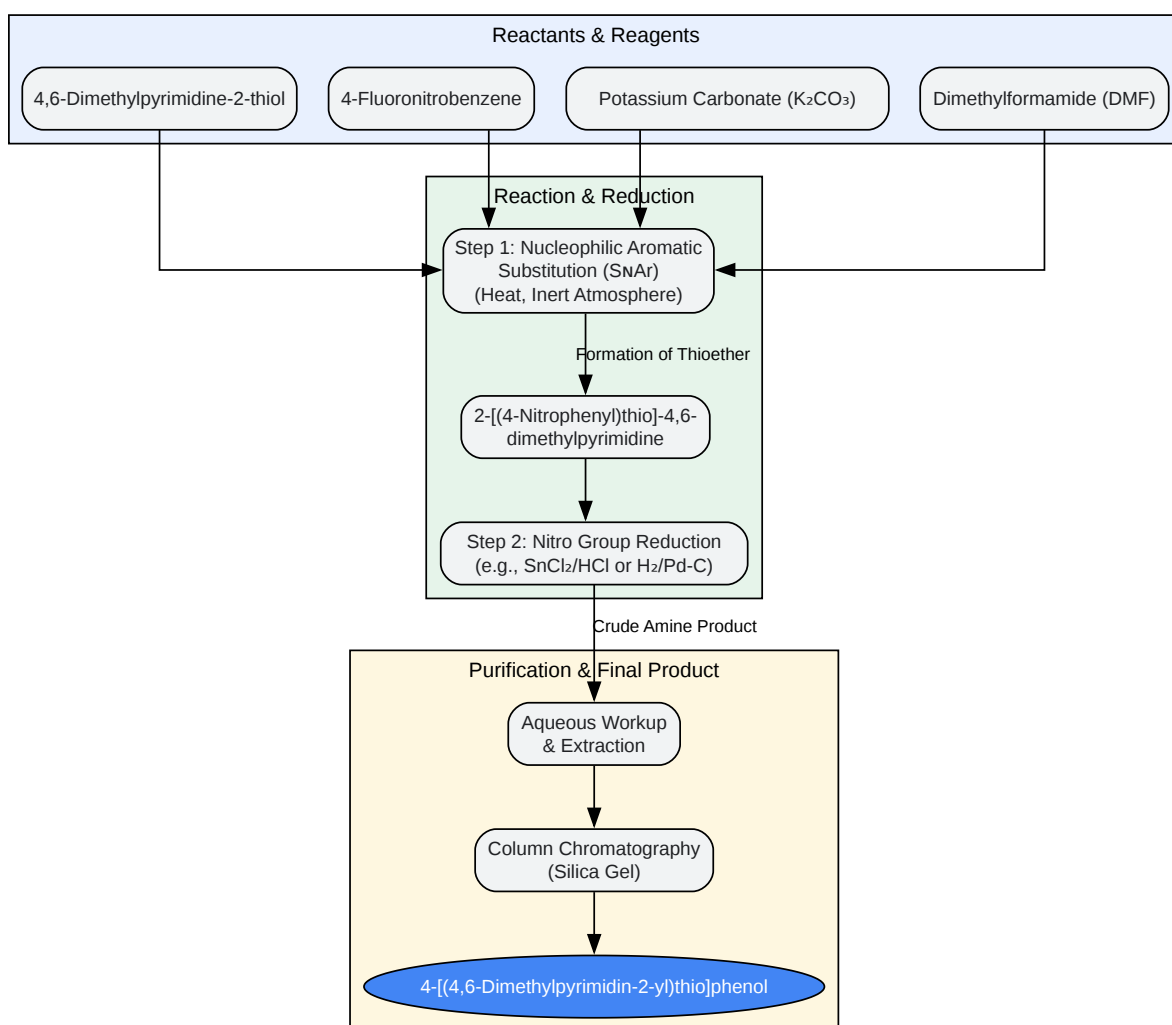 Reactants & Reagents
4,6-Dimethylpyrimidine-2-thiol
4-Fluoronitrobenzene
Potassium Carbonate (K₂CO₃)
Dimethylformamide (DMF)
Reaction & Reduction
Step 1: Nucleophilic Aromatic
Substitution (SɴAr)
(Heat, Inert Atmosphere)
Formation of Thioether
2-[(4-Nitrophenyl)thio]-4,6-
dimethylpyrimidine
Step 2: Nitro Group Reduction
(e.g., SnCl₂/HCl or H₂/Pd-C)
Crude Amine Product
Purification & Final Product
Aqueous Workup
& Extraction
Column Chromatography
(Silica Gel)
4-[(4,6-Dimethylpyrimidin-2-yl)thio]phenol